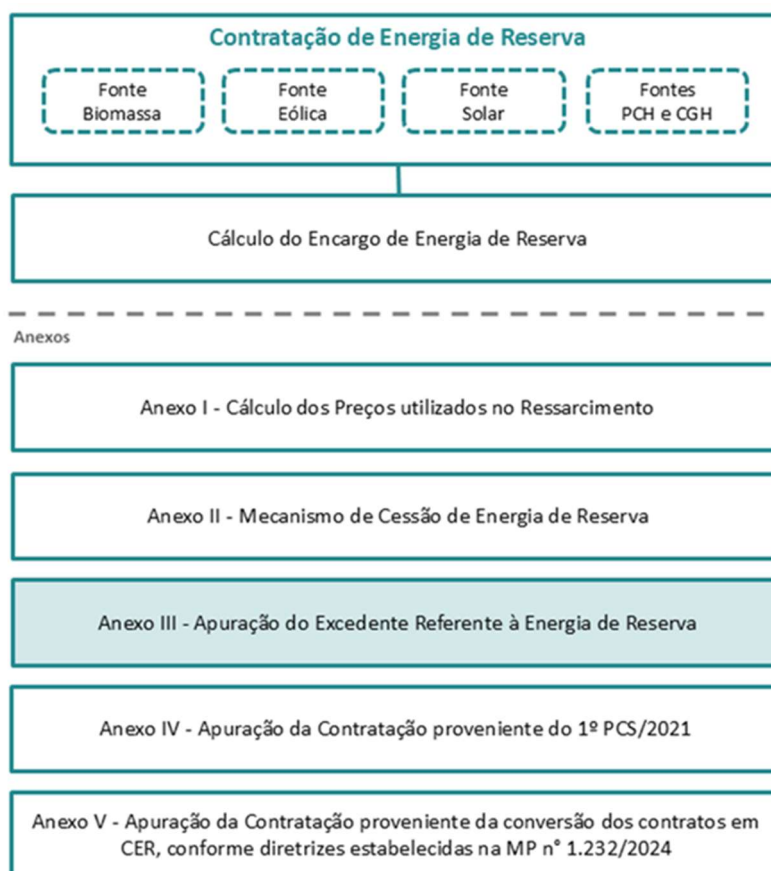 Contratação de Energia de Reserva
Fonte
Biomassa
Fonte
Eólica
Fonte
Solar
Fontes
PCH e CGH
Cálculo do Encargo de Energia de Reserva
Anexos
Anexo I - Cálculo dos Preços utilizados no Ressarcimento
Anexo II - Mecanismo de Cessão de Energia de Reserva
Anexo III - Apuração do Excedente Referente à Energia de Reserva
Anexo IV - Apuração da Contratação proveniente do 1º PCS/2021
Anexo V - Apuração da Contratação proveniente da conversão dos contratos em
CER, conforme diretrizes estabelecidas na MP n° 1.232/2024